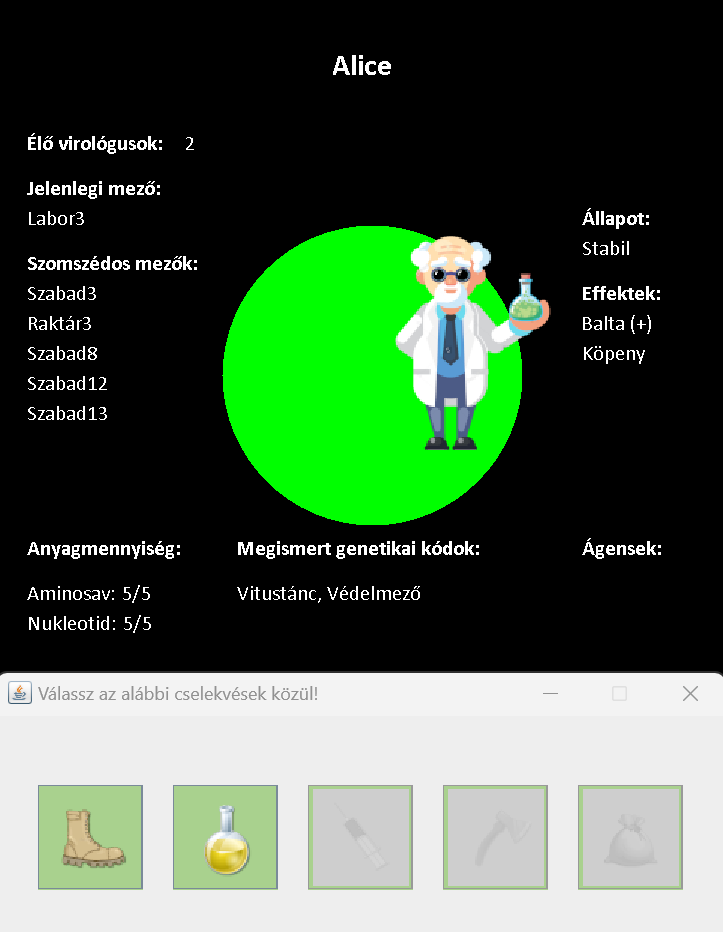 Alice
Élő virológusok: 2
Jelenlegi mező:
Labor3
Szomszédos mezők:
Szabad3
Raktár3
Szabad8
Szabad12
Szabad13
Állapot:
Stabil
Effektek:
Balta (+)
Köpeny
Anyagmennyiség:
Aminosav: 5/5
Nukleotid: 5/5
Megismert genetikai kódok:
Vitustánc, Védelmező
Ágensek:
Válassz az alábbi cselekvések közül!